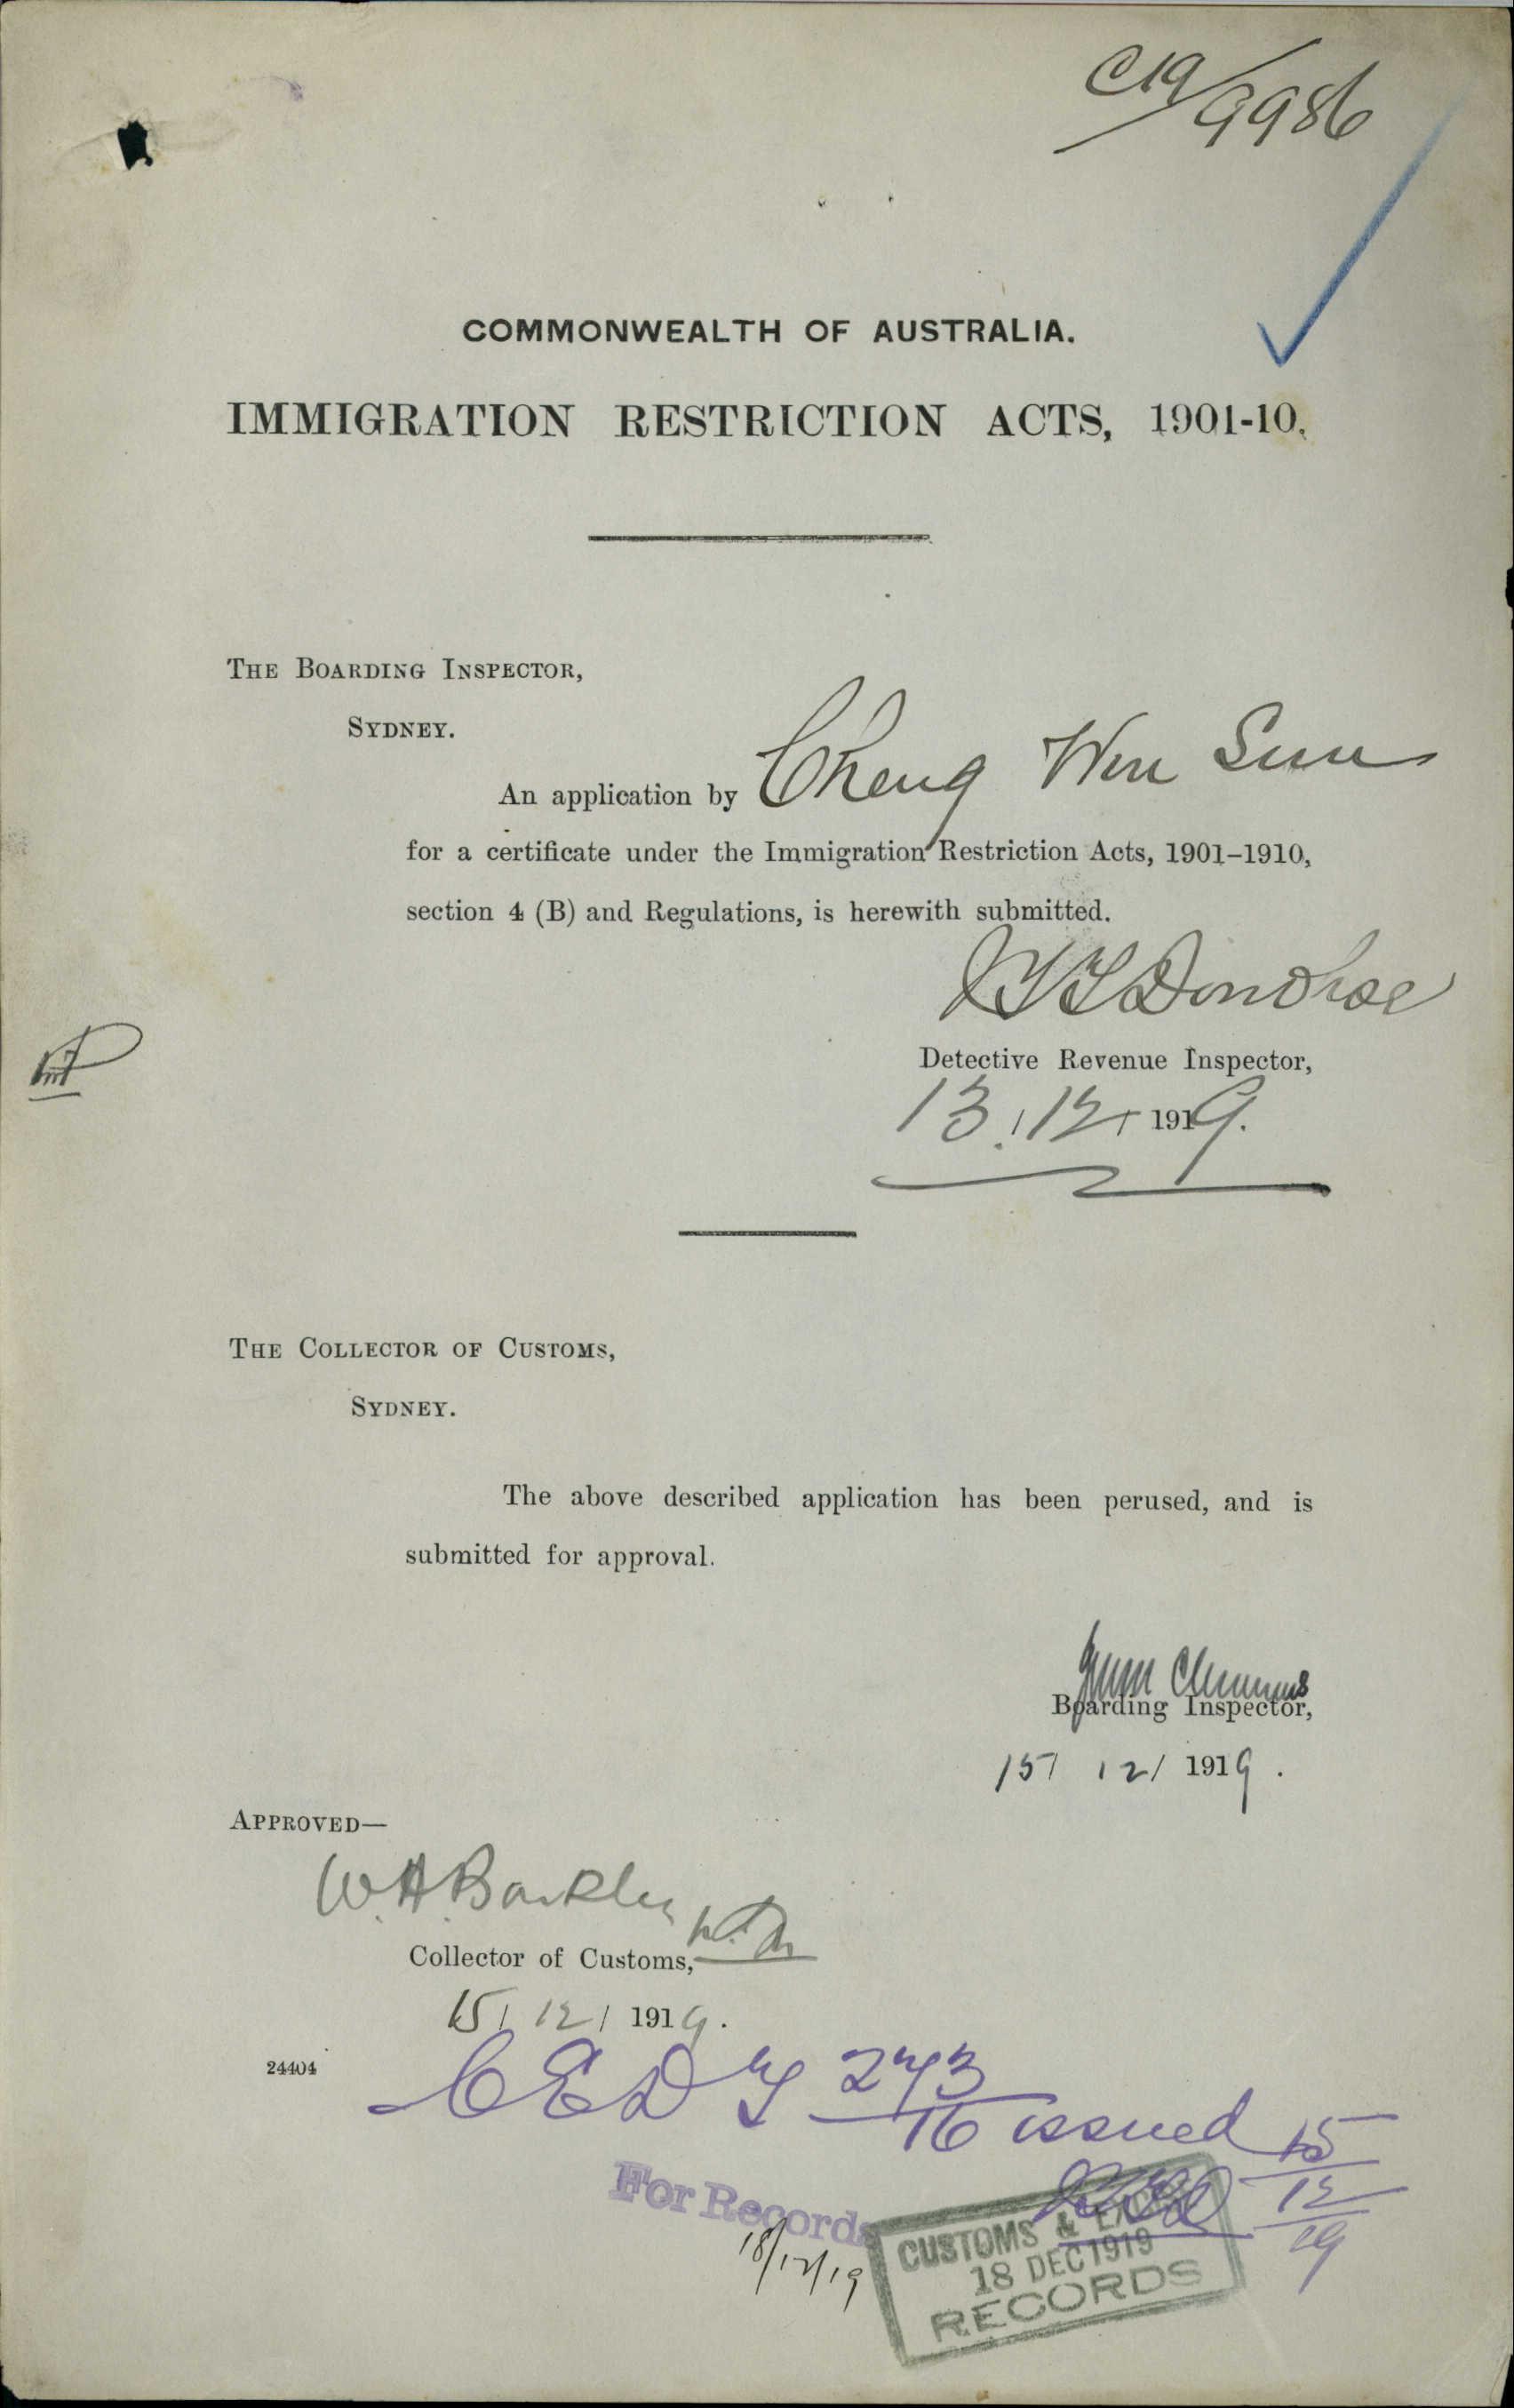 C19/9986
COMMONWEALTH OF AUSTRALIA.
IMMIGRATION RESTRICTION ACTS, 1901-10.
THE BOARDING INSPECTOR,
SYDNEY.
An application by Cheng Wen Sun
for a certificate under the Immigration Restriction Acts, 1901-1910,
section 4 (B) and Regulations, is herewith submitted.
Donohoe
Detective Revenue Inspector,
13/12/1919.
THE COLLECTOR OF CUSTOMS,
SYDNEY.
The above described application has been perused, and is
submitted for approval.
Boarding Inspector,
15/12/1919.
APPROVED—
W.H. Barkley
Collector of Customs,
15/12/1919.
24404
CEDT 273/16 issued 15/12/19
For Records
18/12/19
CUSTOMS & EXCISE
18 DEC 1919
RECORDS